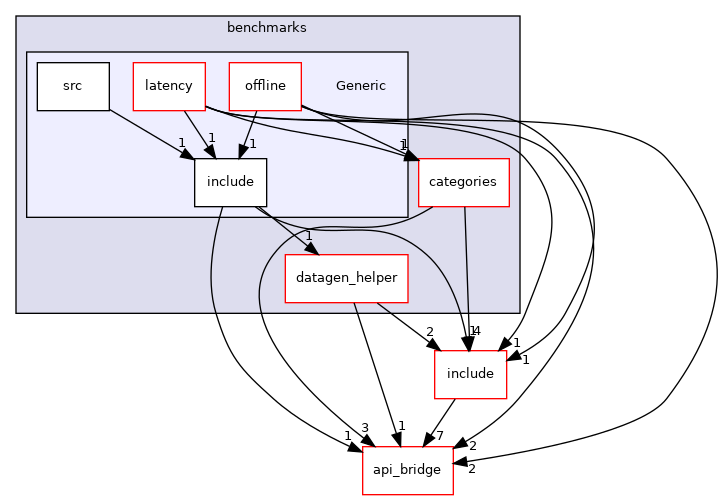 benchmarks
src
latency
offline
Generic
1
1
1
1
1
include
categories
1
datagen_helper
2
1
4
1
1
include
3
1
1
7
2
2
api_bridge